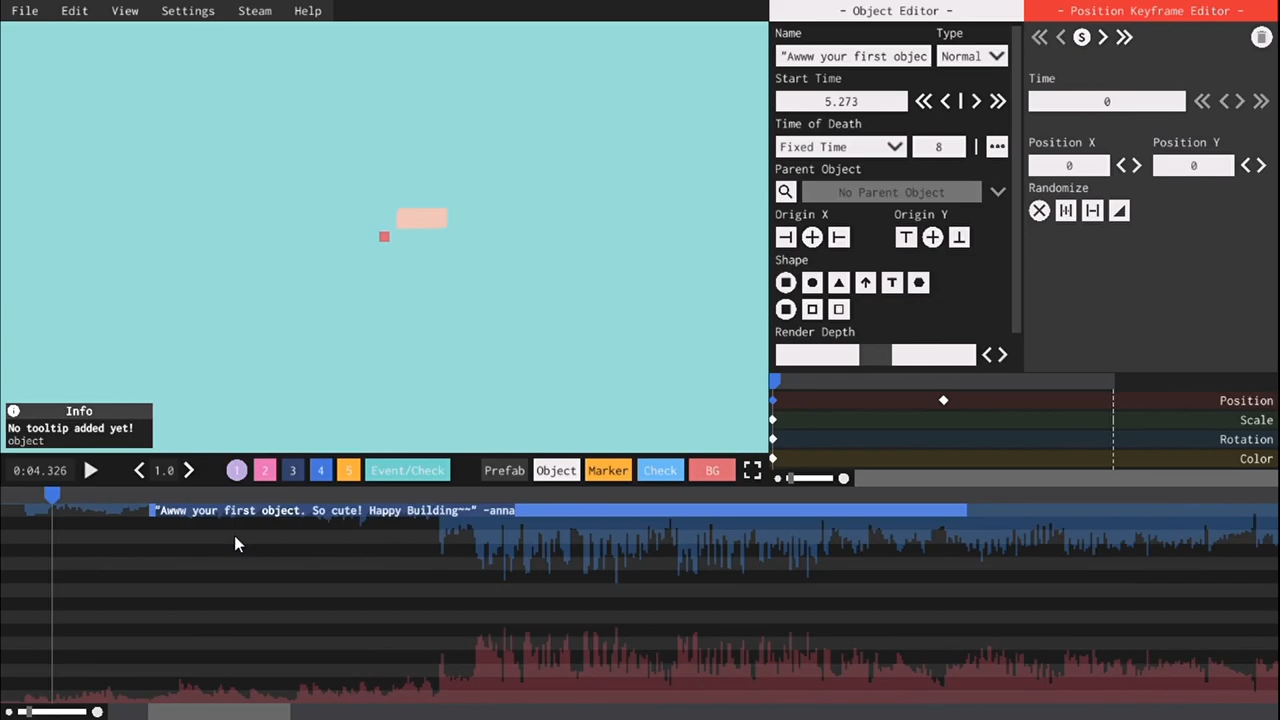 File Edit View Settings Steam Help
- Object Editor -
- Position Keyframe Editor -
Name Type
"Awww your first objec Normal
Start Time
5.273
Time of Death
Fixed Time 8
Parent Object
No Parent Object
Origin X Origin Y
Shape
Render Depth
S
Time
0
Position X Position Y
0 0
Randomize
Info
No tooltip added yet!
object
Position
Scale
Rotation
Color
0:04.326 1.0 1 2 3 4 5 Event/Check Prefab Object Marker Check BG
"Awww your first object. So cute! Happy Building~~" -anna